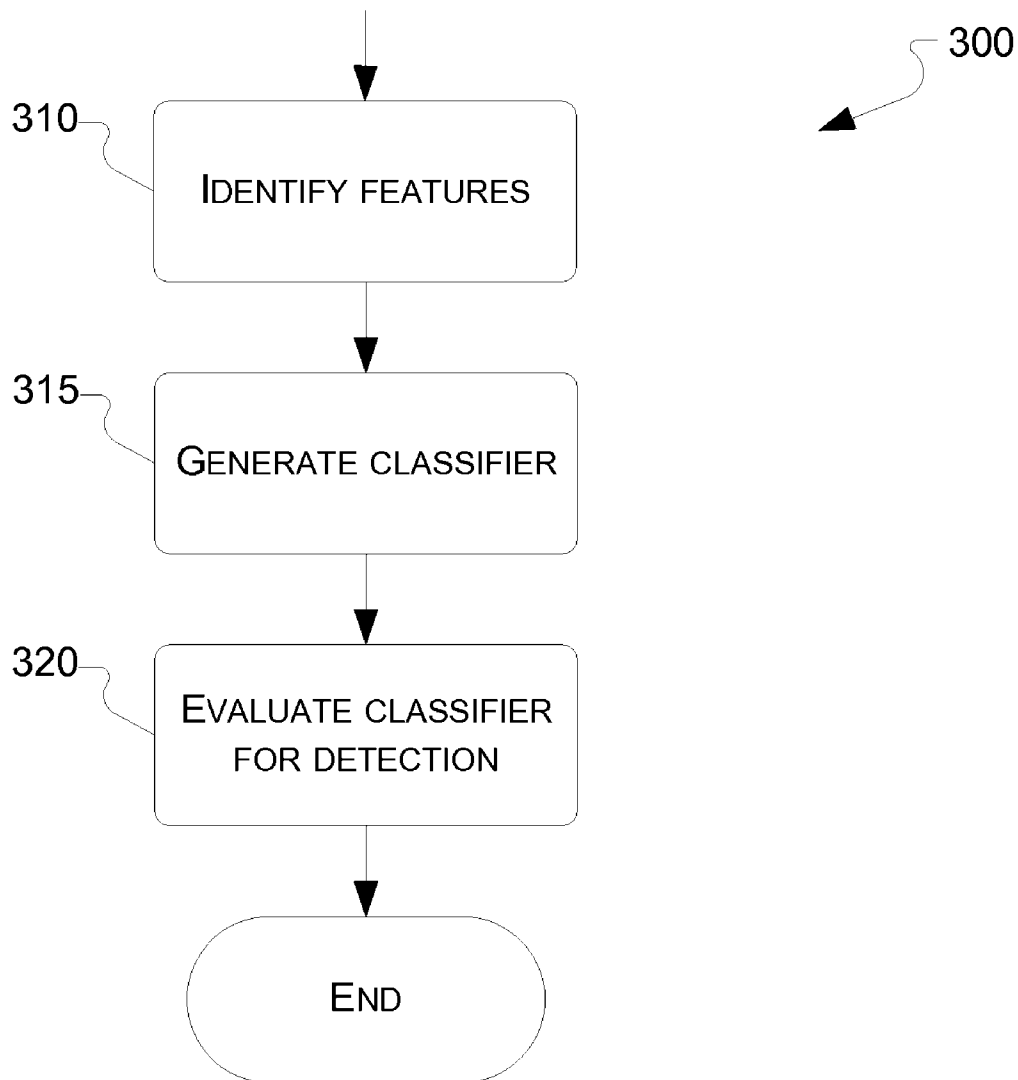 300
310
IDENTIFY FEATURES
315
GENERATE CLASSIFIER
320
EVALUATE CLASSIFIER
FOR DETECTION
END